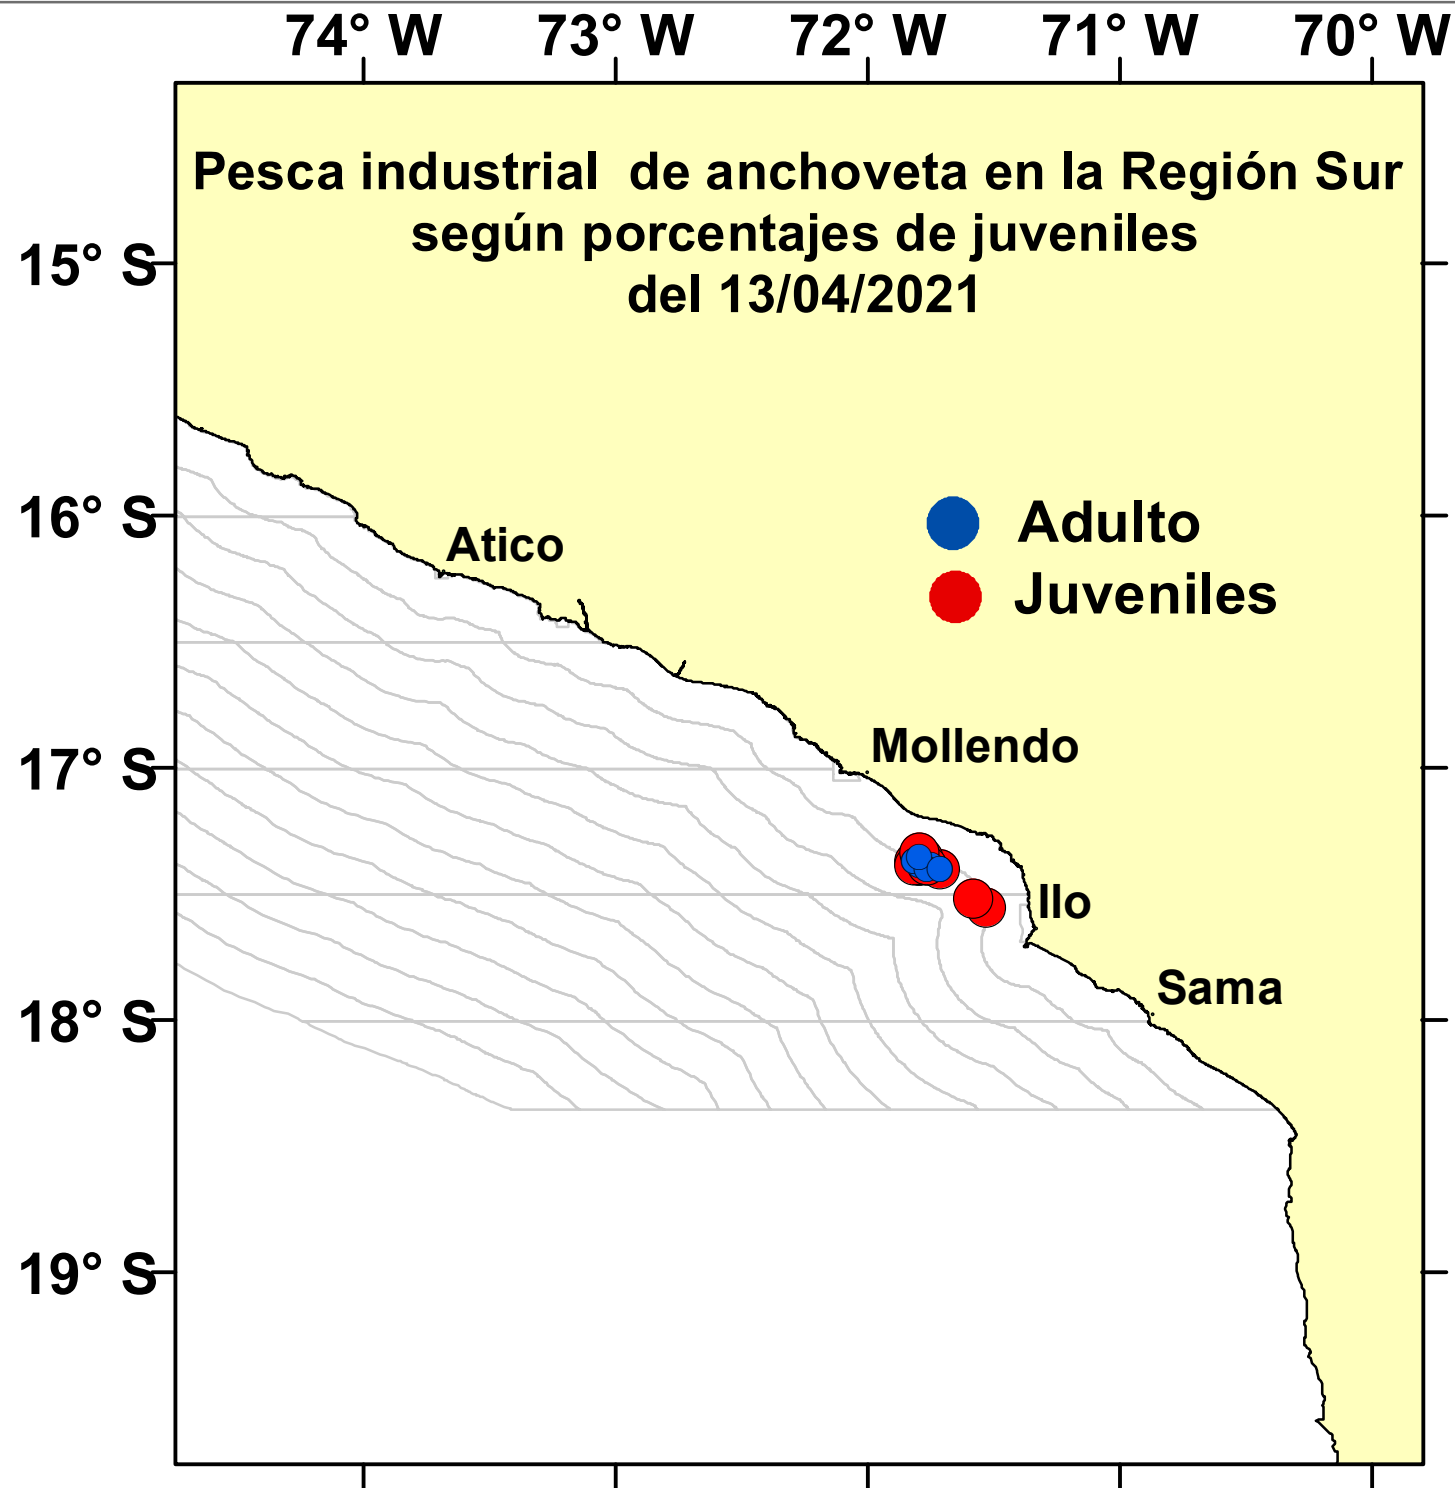 74° W 73° W 72° W 71° W 70° W
Pesca industrial de anchoveta en la Región Sur
según porcentajes de juveniles
del 13/04/2021
15° S
16° S
17° S
18° S
19° S
Adulto
Juveniles
Atico
Mollendo
Ilo
Sama